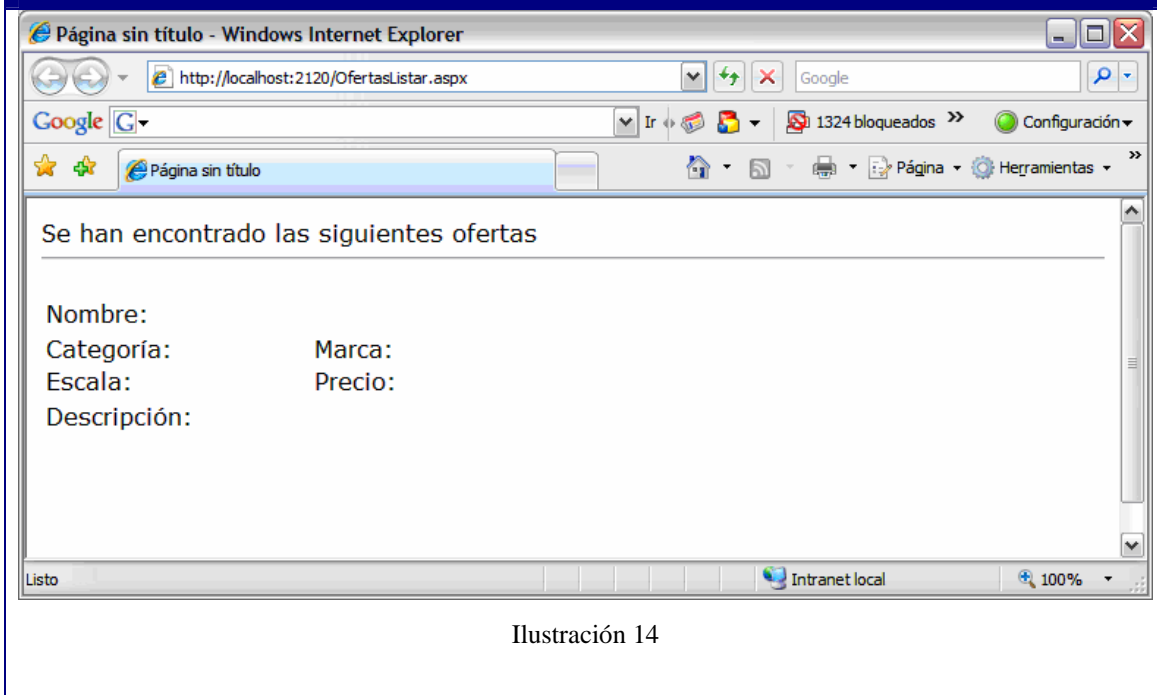 Página sin título - Windows Internet Explorer
http://localhost:2120/OfertasListar.aspx
Google
Google G
Ir
1324 bloqueados »
Configuración
Página sin título
Página
Herramientas
»
Se han encontrado las siguientes ofertas
Nombre:
Categoría: Marca:
Escala: Precio:
Descripción:
Listo
Intranet local
100%
Ilustración 14